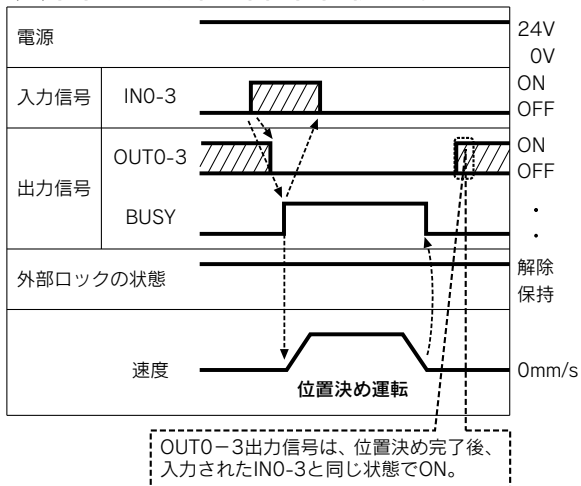 電源
24V
0V
入力信号
IN0-3
ON
OFF
出力信号
OUT0-3
ON
OFF
BUSY
・
・
外部ロックの状態
解除
保持
速度
位置決め運転
0mm/s
OUT0−3出力信号は、位置決め完了後、
入力されたIN0-3と同じ状態でON。